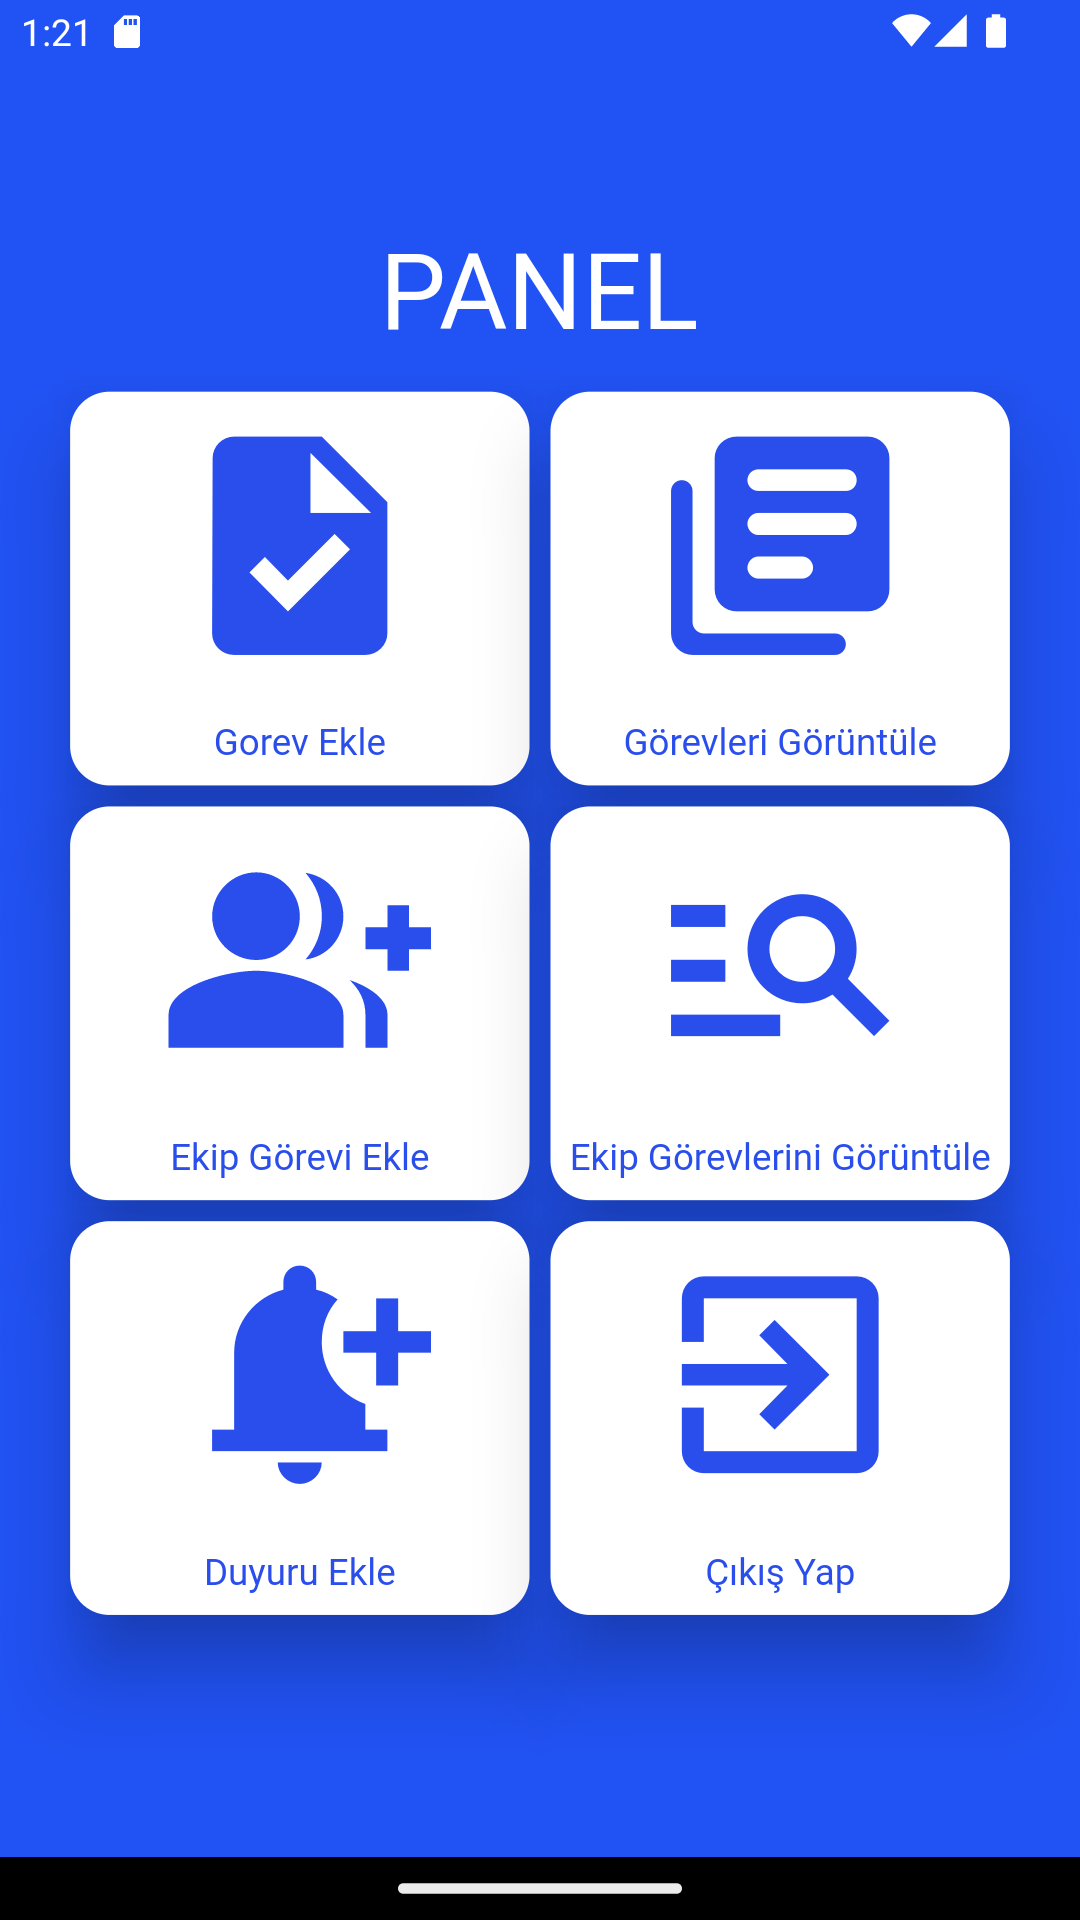 1:21
PANEL
Gorev Ekle
Görevleri Görüntüle
Ekip Görevi Ekle
Ekip Görevlerini Görüntüle
Duyuru Ekle
Çıkış Yap